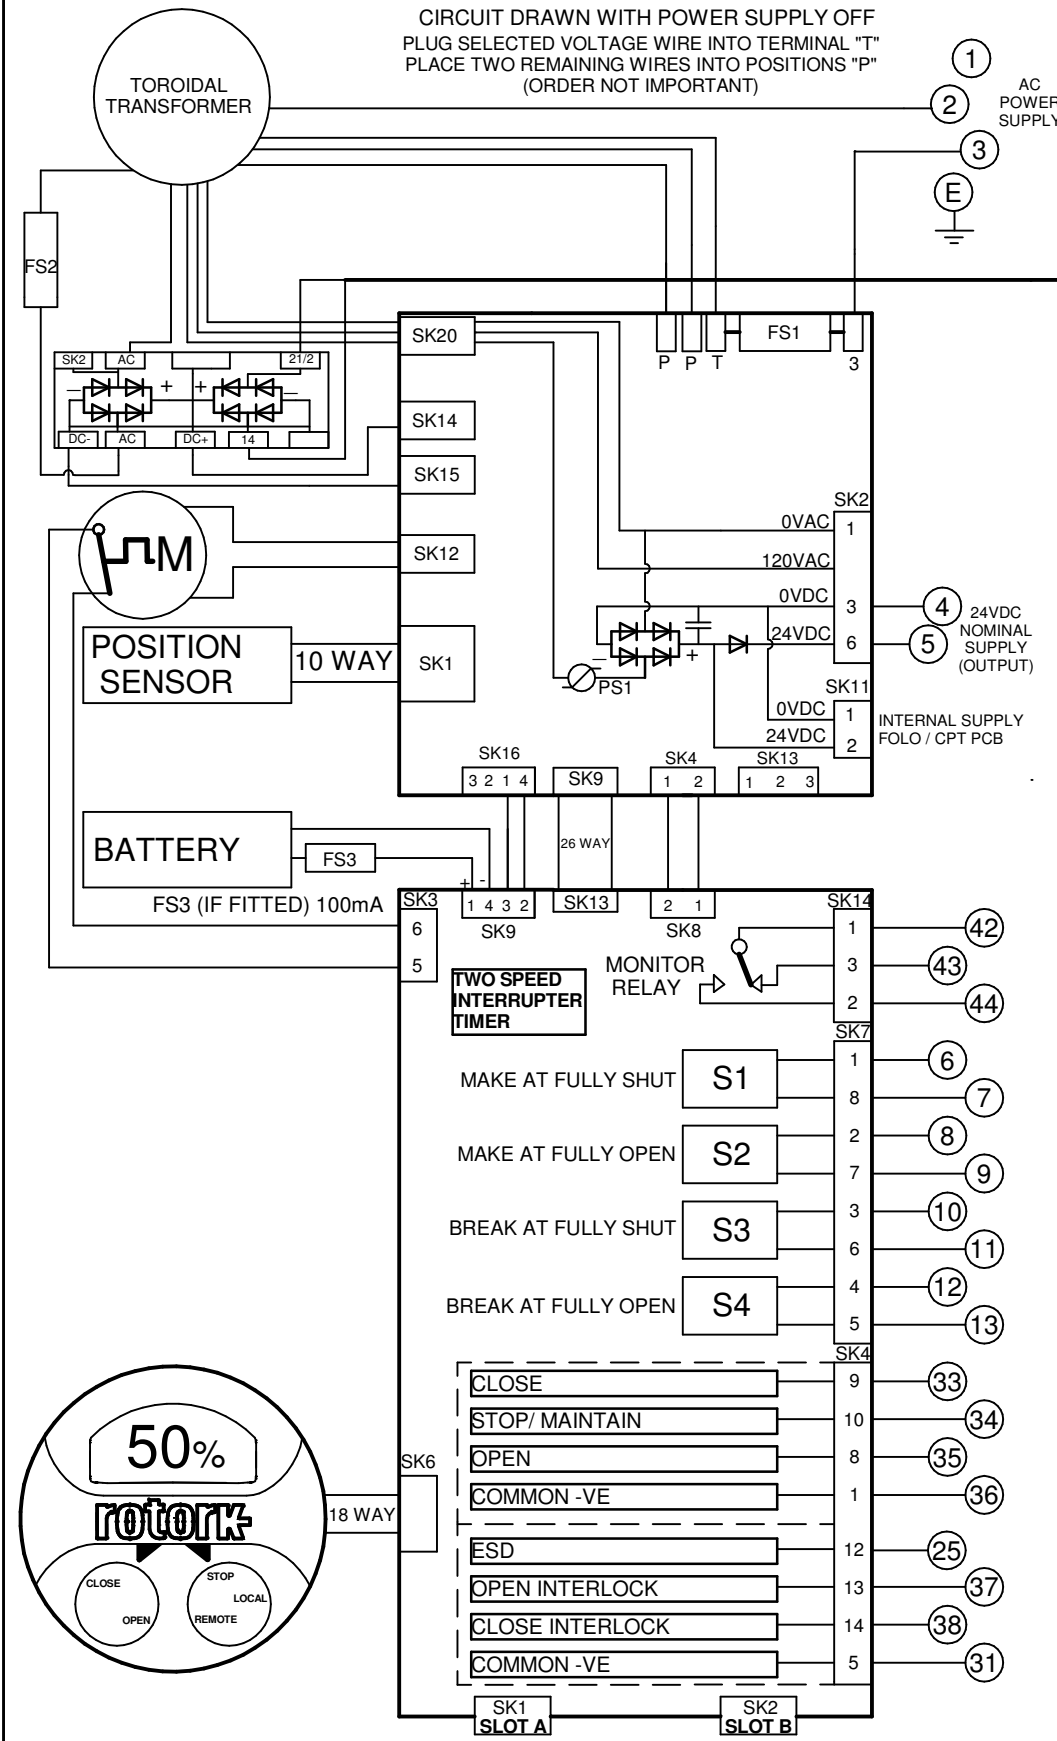 CIRCUIT DRAWN WITH POWER SUPPLY OFF
PLUG SELECTED VOLTAGE WIRE INTO TERMINAL "T"
PLACE TWO REMAINING WIRES INTO POSITIONS "P"
(ORDER NOT IMPORTANT)
TOROIDAL
TRANSFORMER
1
2
3
E
AC
POWER
SUPPLY
FS2
SK2
AC
21/2
–
+
+
–
DC-
AC
DC+
14
SK20
P
P
T
FS1
3
SK14
SK15
SK12
M
POSITION
SENSOR
10 WAY
SK1
SK2
0VAC
1
120VAC
0VDC
3
24VDC
6
4
5
24VDC
NOMINAL
SUPPLY
(OUTPUT)
–
+
PS1
SK11
0VDC
1
24VDC
2
INTERNAL SUPPLY
FOLO / CPT PCB
SK16
3 2 1 4
SK9
SK4
1 2
SK13
1 2 3
BATTERY
FS3
26 WAY
+ -
FS3 (IF FITTED) 100mA
SK3
6
5
1 4 3 2
SK9
SK13
2 1
SK8
SK14
1
3
2
42
43
44
TWO SPEED
INTERRUPTER
TIMER
MONITOR
RELAY
SK7
MAKE AT FULLY SHUT
S1
1
8
6
7
MAKE AT FULLY OPEN
S2
2
7
8
9
BREAK AT FULLY SHUT
S3
3
6
10
11
BREAK AT FULLY OPEN
S4
4
5
12
13
SK4
CLOSE
9
33
STOP/ MAINTAIN
10
34
OPEN
8
35
COMMON -VE
1
36
ESD
12
25
OPEN INTERLOCK
13
37
CLOSE INTERLOCK
14
38
COMMON -VE
5
31
50%
rotork
CLOSE
OPEN
STOP
LOCAL
REMOTE
18 WAY
SK6
SK1
SLOT A
SK2
SLOT B